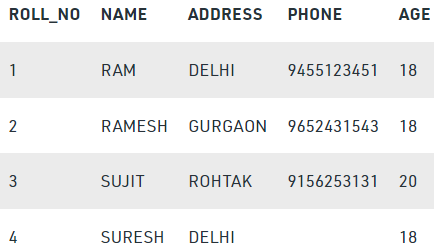 ROLL_NO NAME ADDRESS PHONE AGE
1 RAM DELHI 9455123451 18
2 RAMESH GURGAON 9652431543 18
3 SUJIT ROHTAK 9156253131 20
4 SURESH DELHI 18